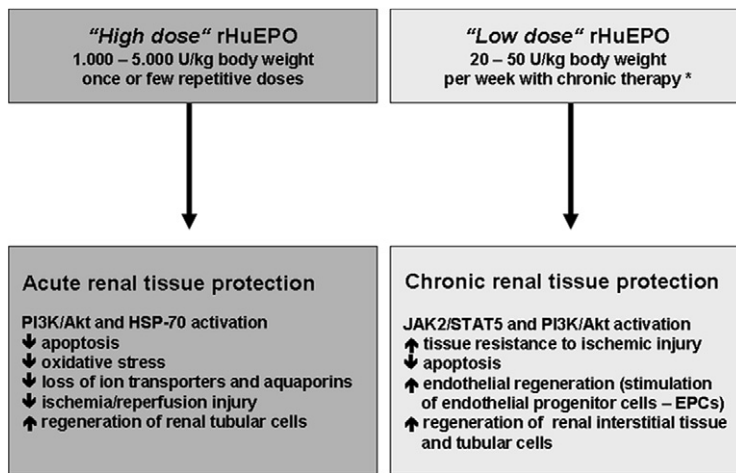 “High dose“ rHuEPO
1.000 – 5.000 U/kg body weight
once or few repetitive doses
Acute renal tissue protection
PI3K/Akt and HSP-70 activation
↓ apoptosis
↓ oxidative stress
↓ loss of ion transporters and aquaporins
↓ ischemia/reperfusion injury
↑ regeneration of renal tubular cells
“Low dose“ rHuEPO
20 – 50 U/kg body weight
per week with chronic therapy *
Chronic renal tissue protection
JAK2/STAT5 and PI3K/Akt activation
↑ tissue resistance to ischemic injury
↓ apoptosis
↑ endothelial regeneration (stimulation
of endothelial progenitor cells – EPCs)
↑ regeneration of renal interstitial tissue
and tubular cells